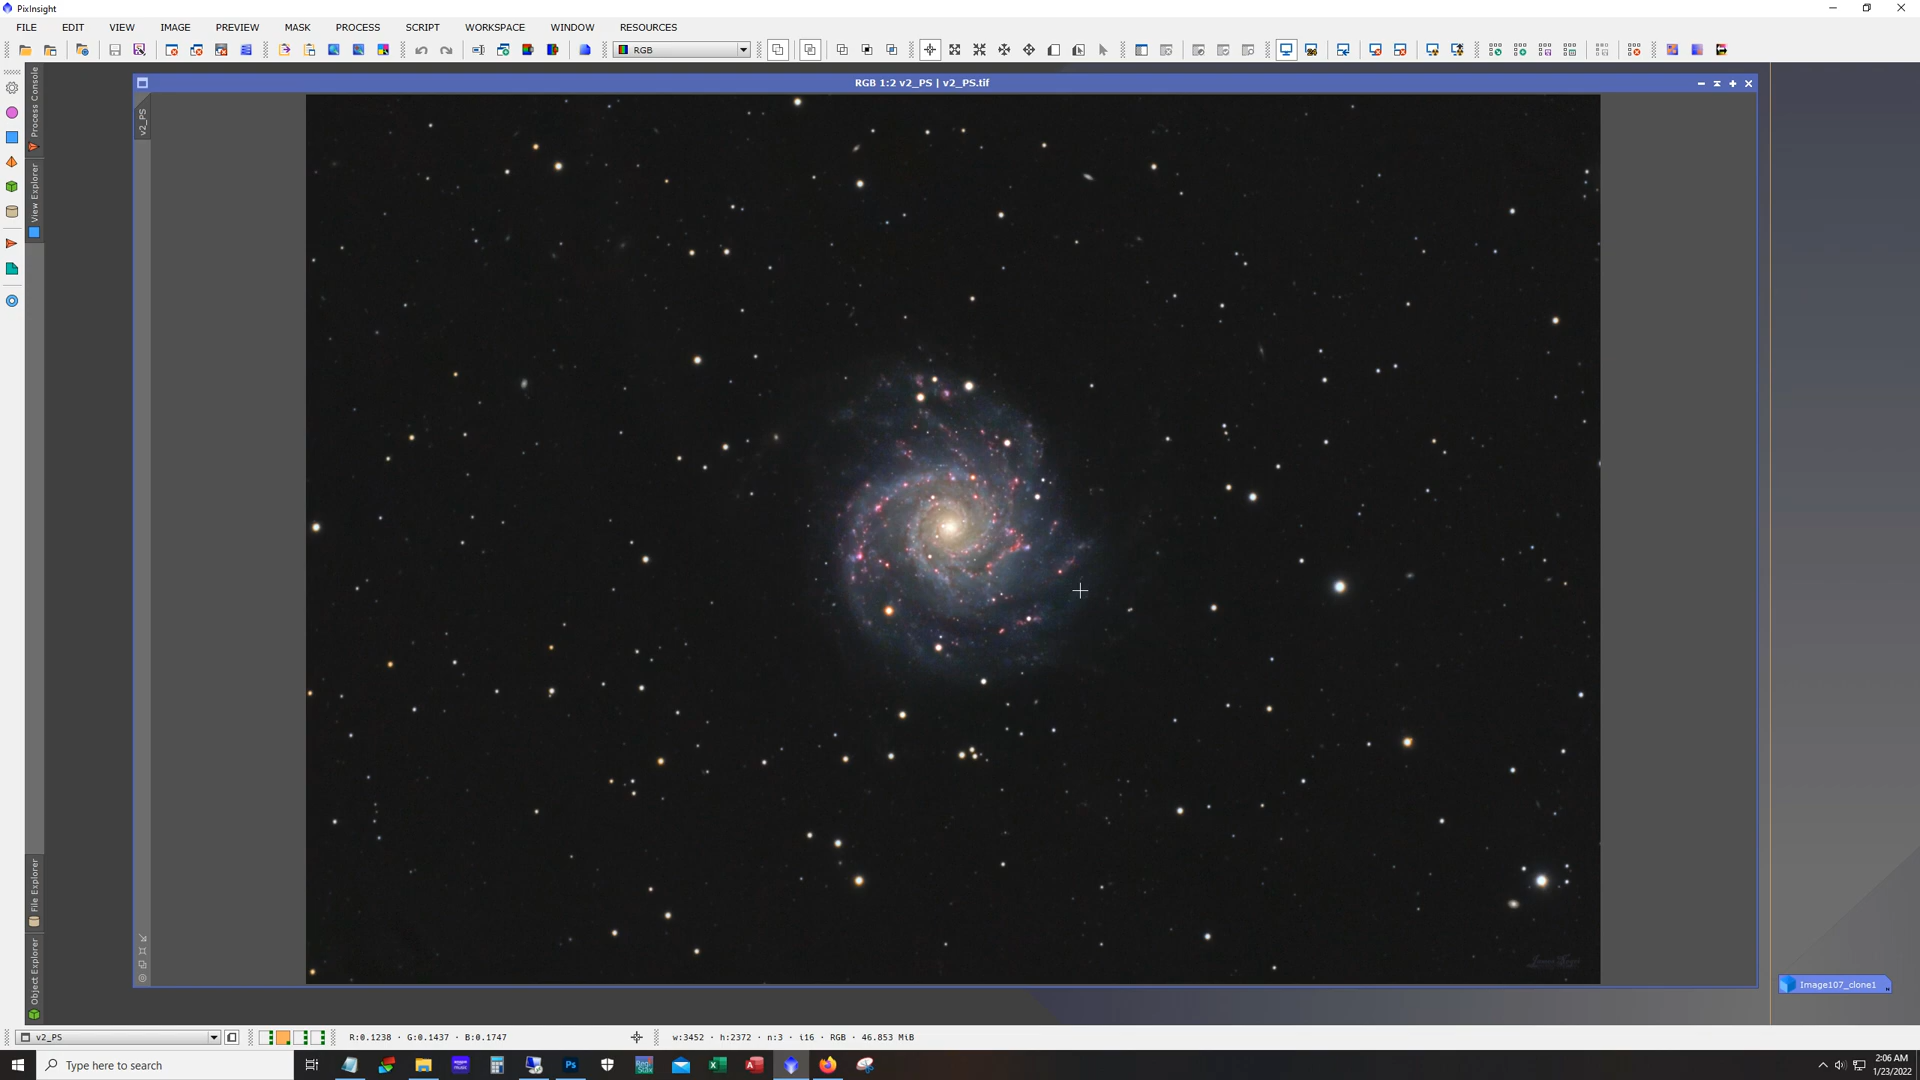 PixInsight
FILE EDIT VIEW IMAGE PREVIEW MASK PROCESS SCRIPT WORKSPACE WINDOW RESOURCES
RGB
RGB 1:2 v2_PS | v2_PS.tif
v2_PS
Process Console
View Explorer
File Explorer
Object Explorer
Image107_clone1
v2_PS
R:0.1238 · G:0.1437 · B:0.1747
w:3452 · h:2372 · n:3 · i16 · RGB · 46.853 MiB
Type here to search
Ps
2:06 AM
1/23/2022